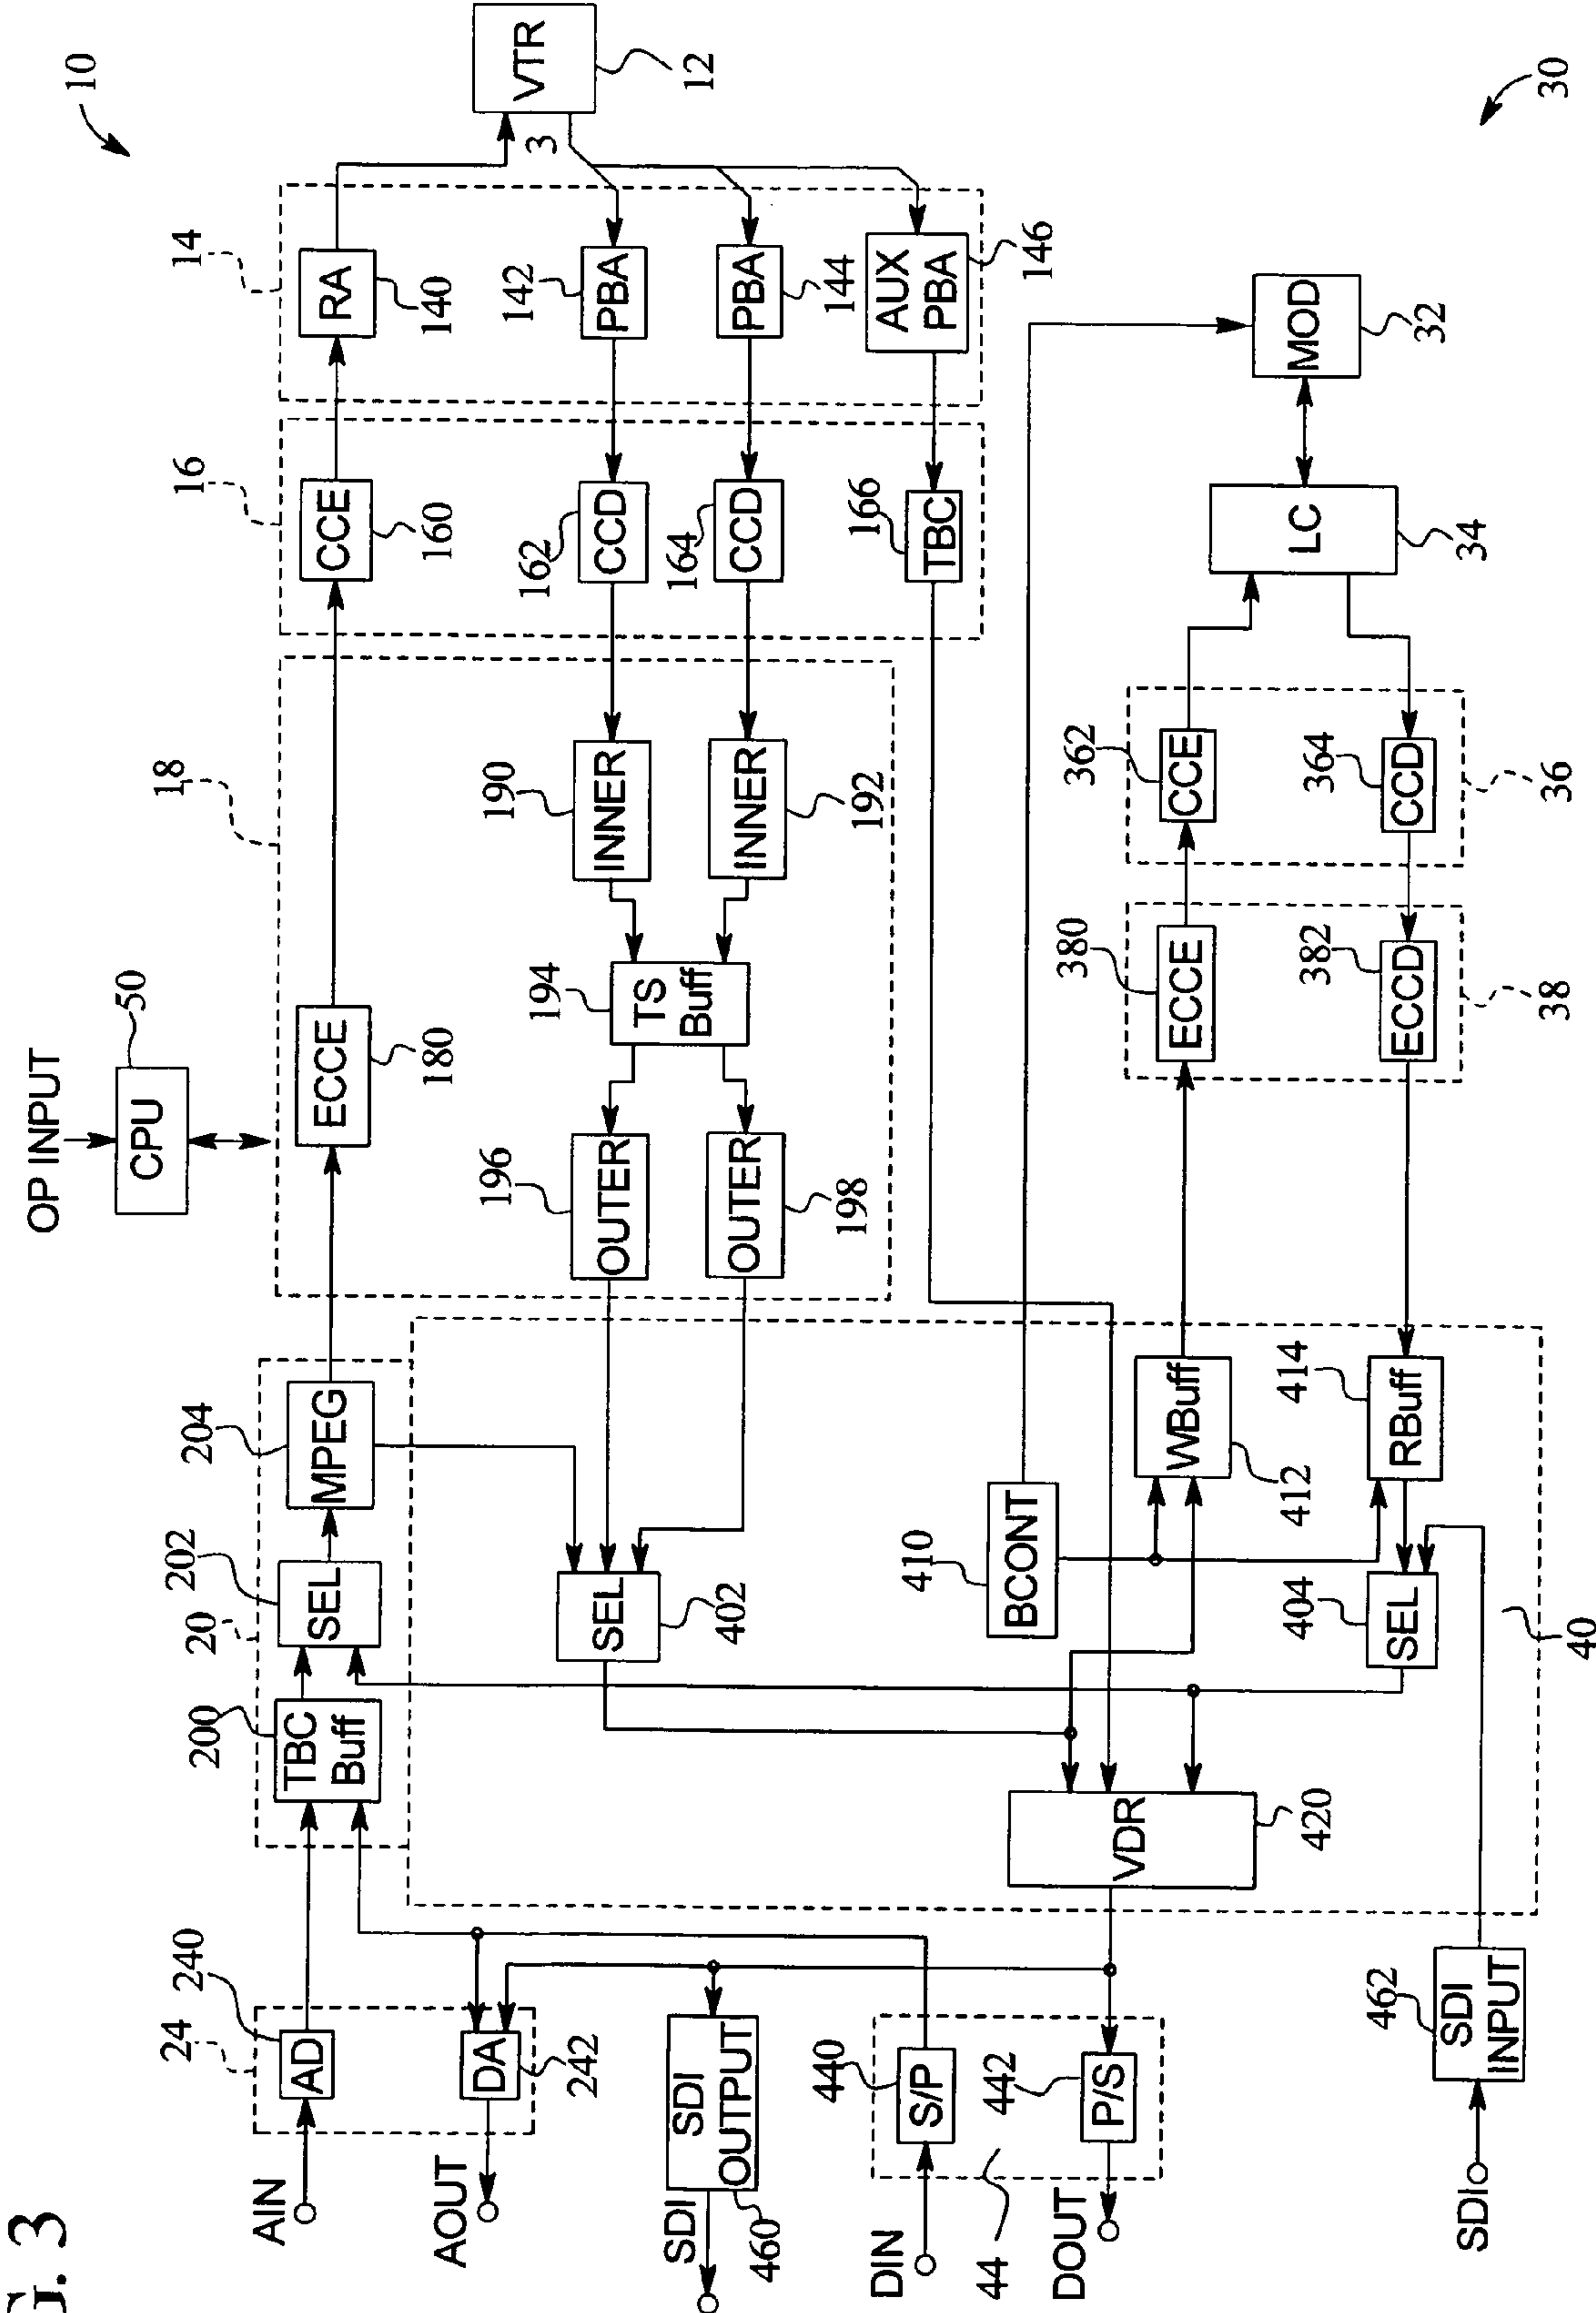 G. 3
10
OP INPUT
CPU
50
VTR
12
3
14
RA
140
142
PBA
PBA
144
AUX
PBA
146
16
CCE
160
162
CCD
164
CCD
166
TBC
18
ECCE
180
190
INNER
INNER
192
194
TS
Buff
196
OUTER
OUTER
198
20
200
TBC
Buff
202
SEL
204
MPEG
24
240
AD
DA
242
AIN
AOUT
SDI
OUTPUT
SDI
460
440
S/P
442
P/S
44
DIN
DOUT
SEL
402
410
BCONT
WBuff
412
414
RBuff
404
SEL
VDR
420
40
462
SDI
INPUT
SDI
380
ECCE
382
ECCD
38
362
CCE
364
CCD
36
LC
34
MOD
32
30